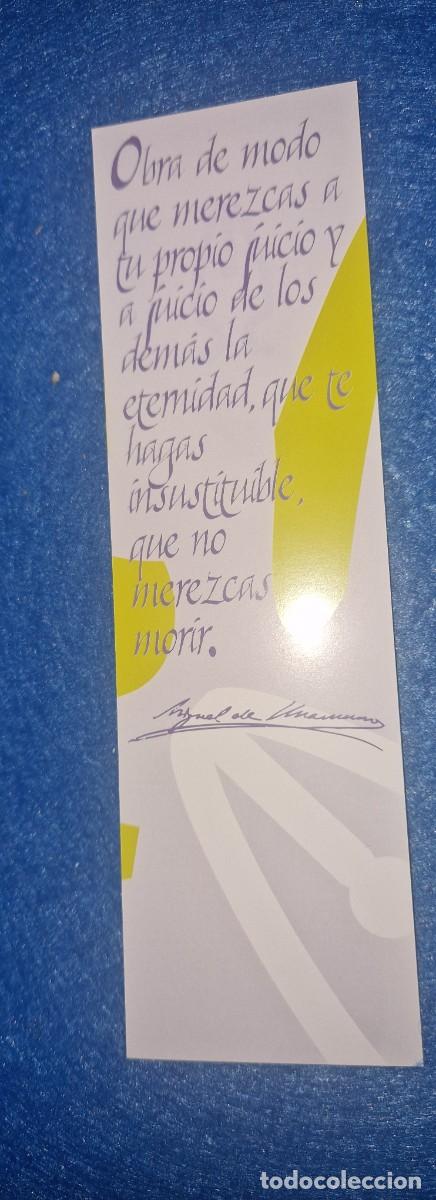 Obra de modo
que merezcas a
tu propio juicio y
a juicio de los
demás la
eternidad, que te
hagas
insustituible,
que no
merezcas
morir.
Miguel de Unamuno
todocoleccion